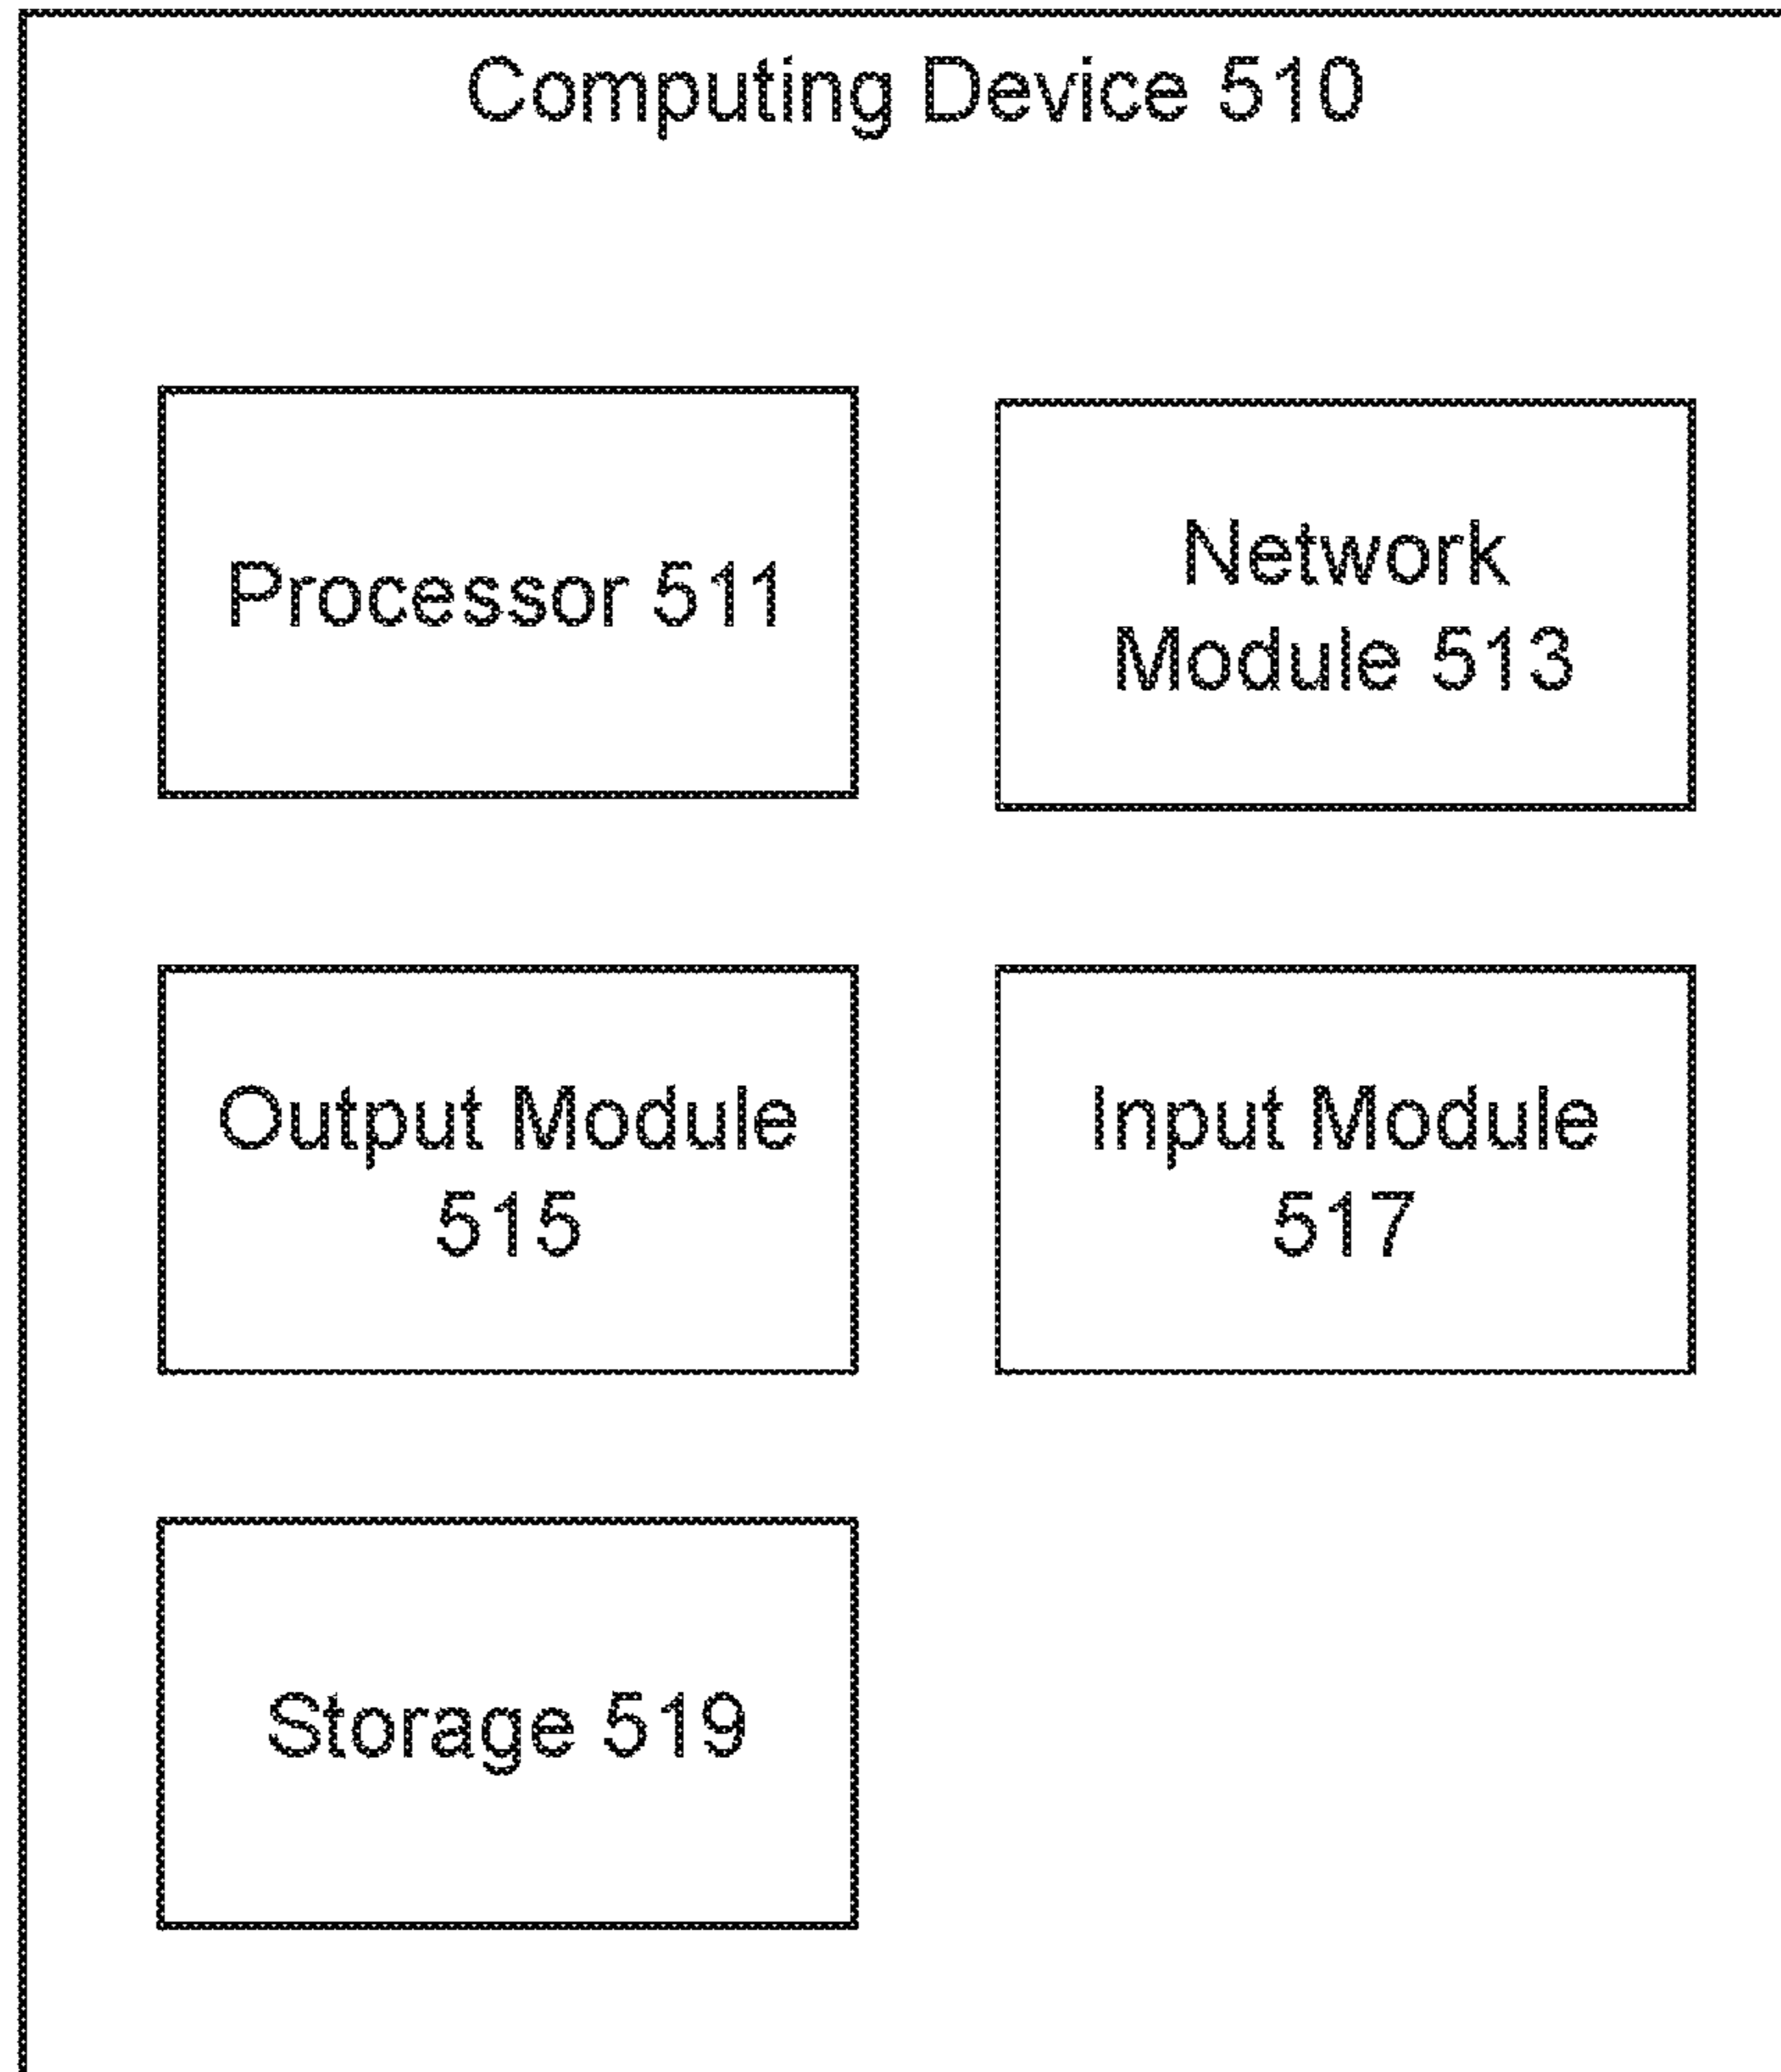 Computing Device 510
Processor 511
Network
Module 513
Output Module
515
Input Module
517
Storage 519